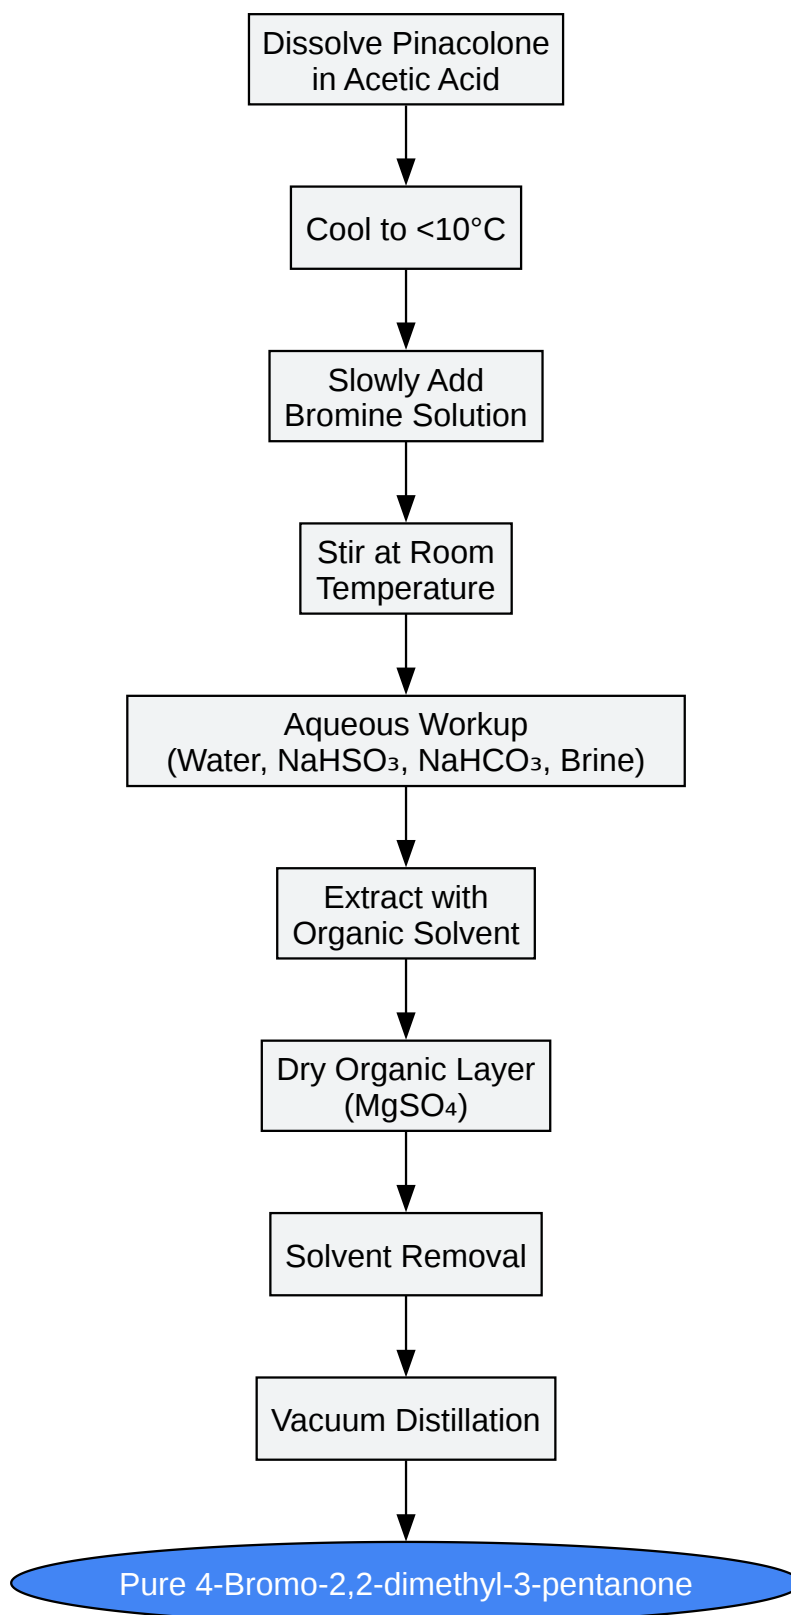 Dissolve Pinacolone
in Acetic Acid
Cool to <10°C
Slowly Add
Bromine Solution
Stir at Room
Temperature
Aqueous Workup
(Water, NaHSO₃, NaHCO₃, Brine)
Extract with
Organic Solvent
Dry Organic Layer
(MgSO₄)
Solvent Removal
Vacuum Distillation
Pure 4-Bromo-2,2-dimethyl-3-pentanone